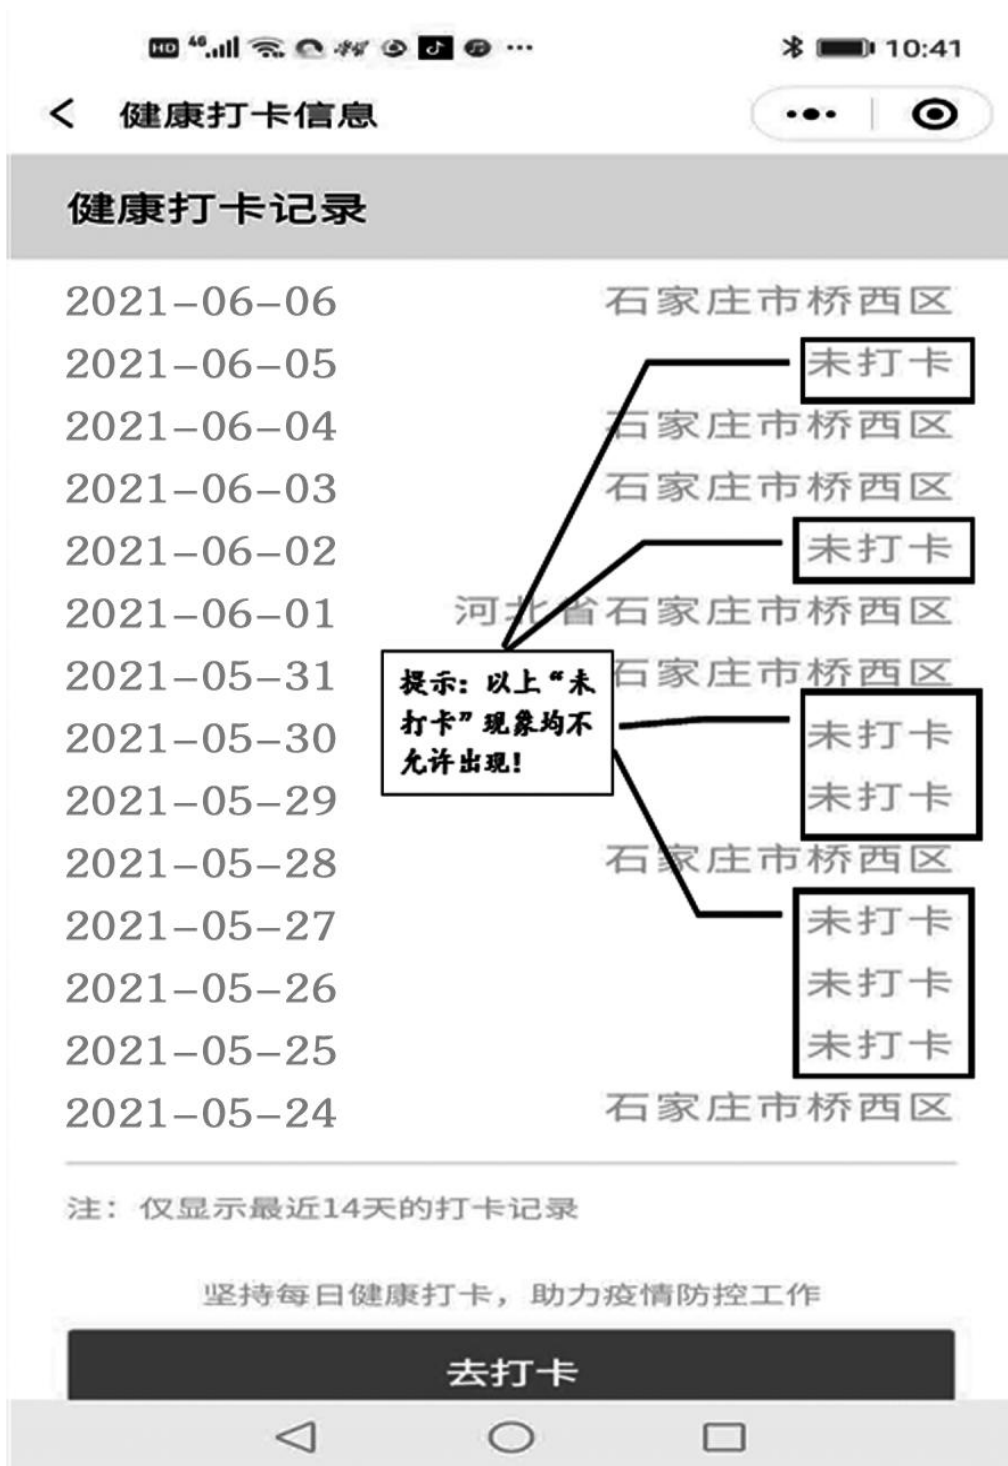 HD 4G 10:41
健康打卡信息
健康打卡记录
2021-06-06 石家庄市桥西区
2021-06-05 未打卡
2021-06-04 石家庄市桥西区
2021-06-03 石家庄市桥西区
2021-06-02 未打卡
2021-06-01 河北省石家庄市桥西区
2021-05-31 石家庄市桥西区
2021-05-30 未打卡
2021-05-29 未打卡
2021-05-28 石家庄市桥西区
2021-05-27 未打卡
2021-05-26 未打卡
2021-05-25 未打卡
2021-05-24 石家庄市桥西区
提示：以上“未
打卡”现象均不
允许出现！
注：仅显示最近14天的打卡记录
坚持每日健康打卡，助力疫情防控工作
去打卡